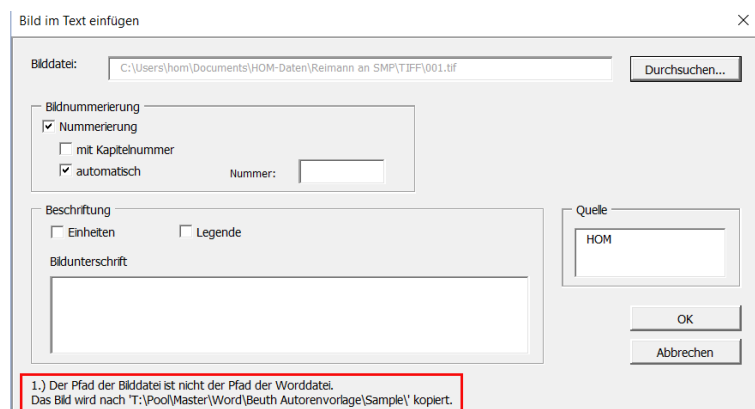 Bild im Text einfügen
Bilddatei:
C:\Users\hom\Documents\HOM-Daten\Reimann an SMP\TIFF\001.tif
Durchsuchen...
Bildnummerierung
Nummerierung
mit Kapitelnummer
automatisch
Nummer:
Beschriftung
Einheiten
Legende
Bildunterschrift
Quelle
HOM
OK
Abbrechen
1.) Der Pfad der Bilddatei ist nicht der Pfad der Worddatei.
Das Bild wird nach 'T:\Pool\Master\Word\Beuth Autorenvorlage\Sample\' kopiert.